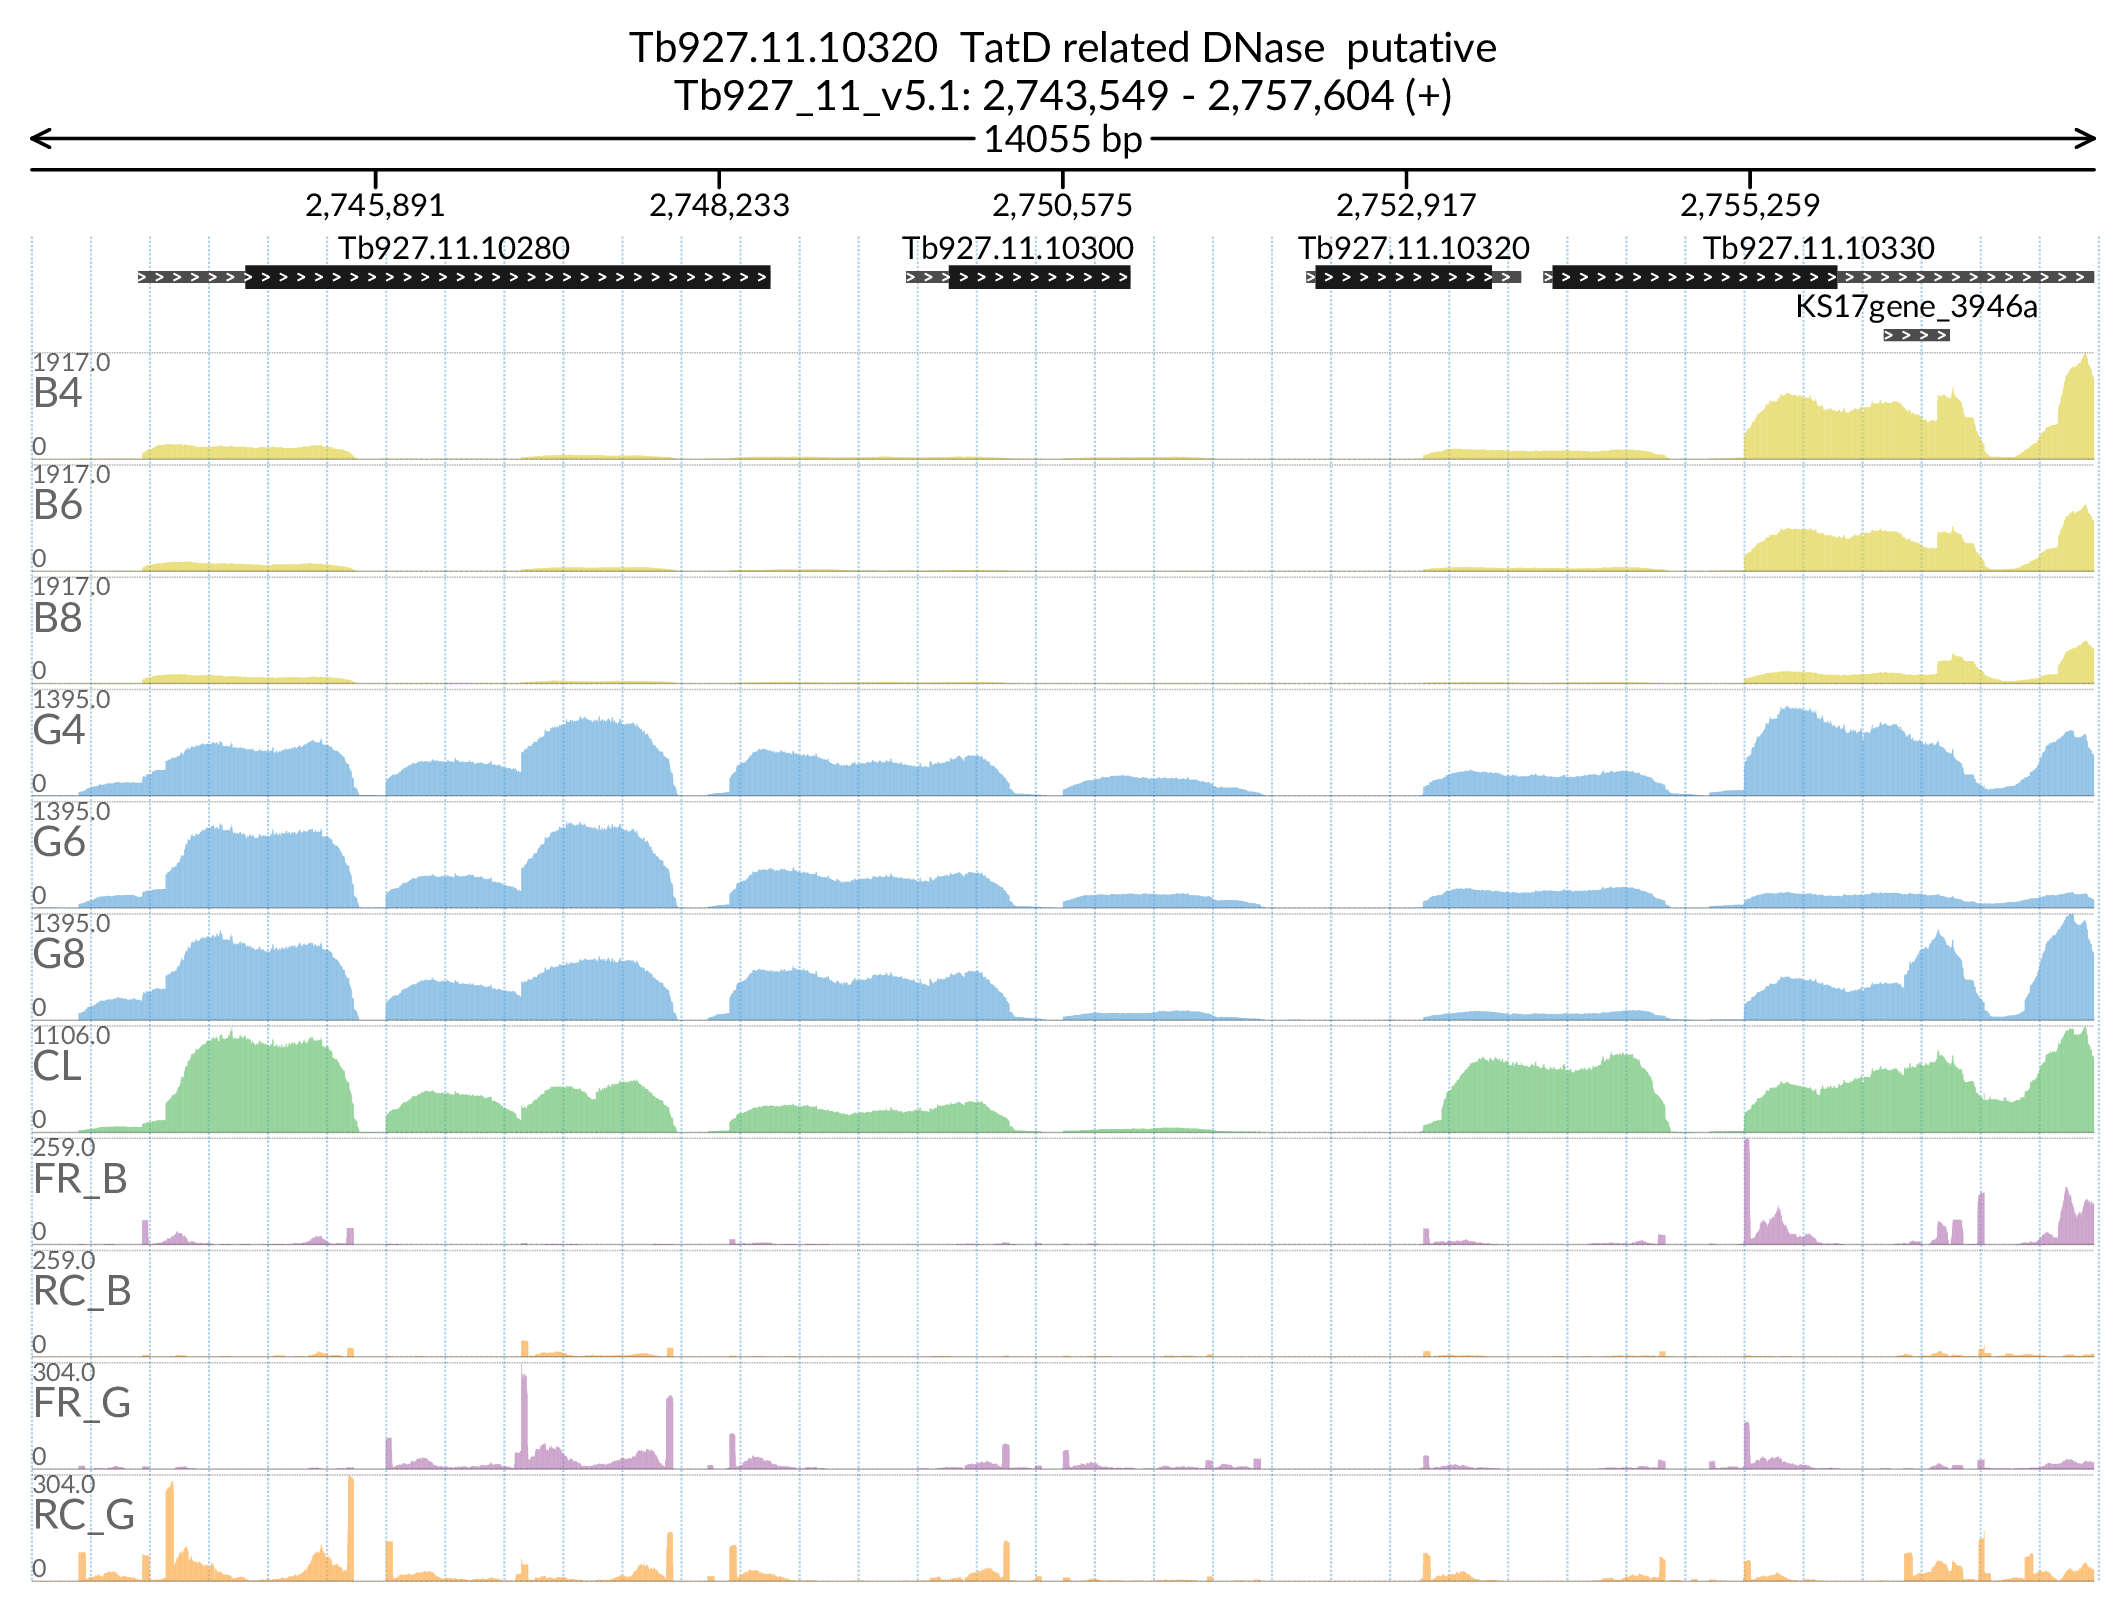 Tb927.11.10320 TatD related DNase putative
Tb927_11_v5.1: 2,743,549 - 2,757,604 (+)
14055 bp
2,745,891 2,748,233 2,750,575 2,752,917 2,755,259
Tb927.11.10280 Tb927.11.10300 Tb927.11.10320 Tb927.11.10330
KS17gene_3946a
1917.0
B4
0
1917.0
B6
0
1917.0
B8
0
1395.0
G4
0
1395.0
G6
0
1395.0
G8
0
1106.0
CL
0
259.0
FR_B
0
259.0
RC_B
0
304.0
FR_G
0
304.0
RC_G
0